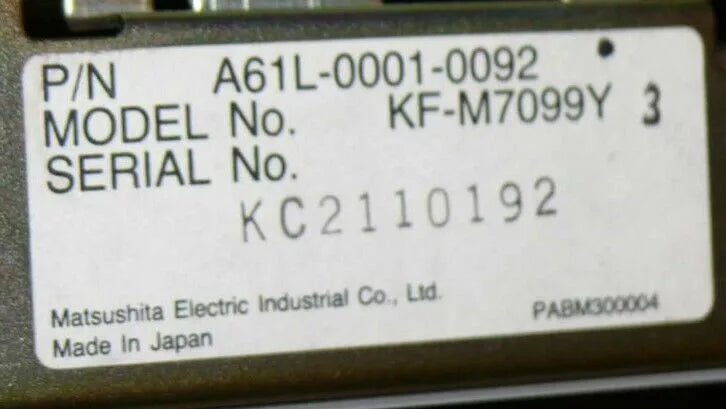 P/N A61L-0001-0092
MODEL No. KF-M7099Y 3
SERIAL No.
KC2110192
Matsushita Electric Industrial Co., Ltd.
Made In Japan
PABM300004